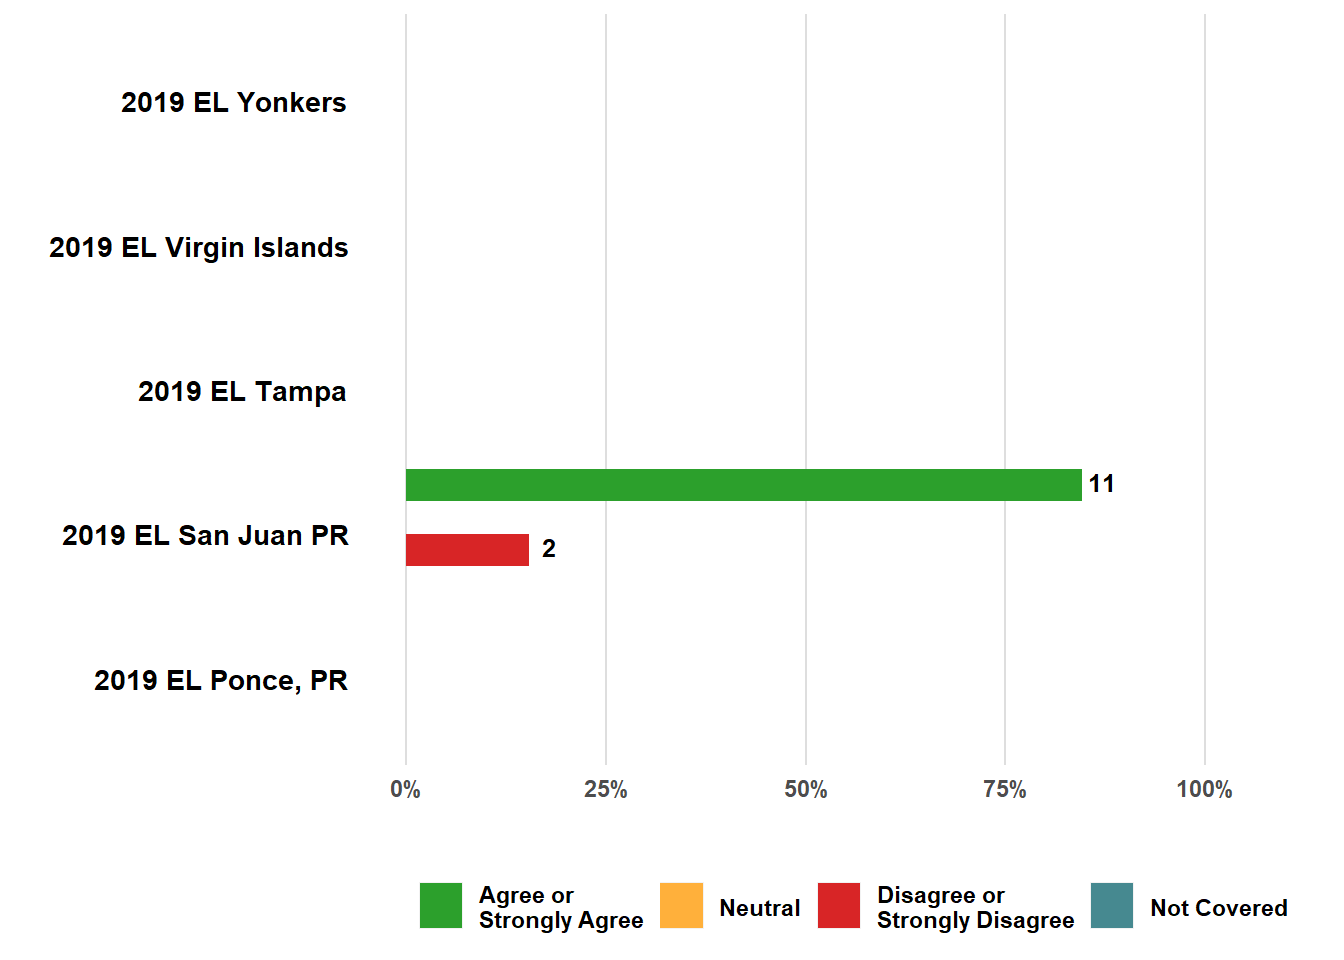 2019 EL Yonkers
2019 EL Virgin Islands
2019 EL Tampa
11
2019 EL San Juan PR
2
2019 EL Ponce, PR
0% 25% 50% 75% 100%
Agree or
Strongly Agree
Neutral
Disagree or
Strongly Disagree
Not Covered